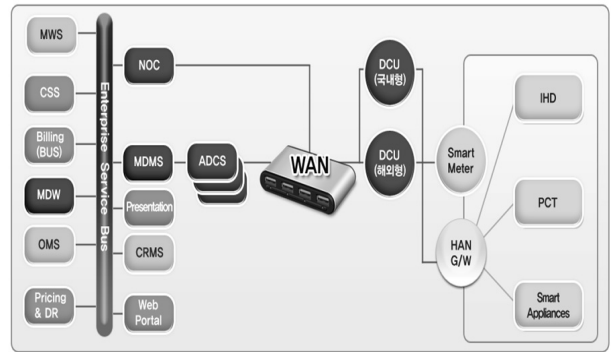 MWS
CSS
Billing
(BUS)
MDW
OMS
Pricing
& DR
Enterprise Service Bus
NOC
MDMS
ADCS
Presentation
CRMS
Web
Portal
WAN
DCU
(국내형)
DCU
(해외형)
Smart
Meter
HAN
G/W
IHD
PCT
Smart
Appliances